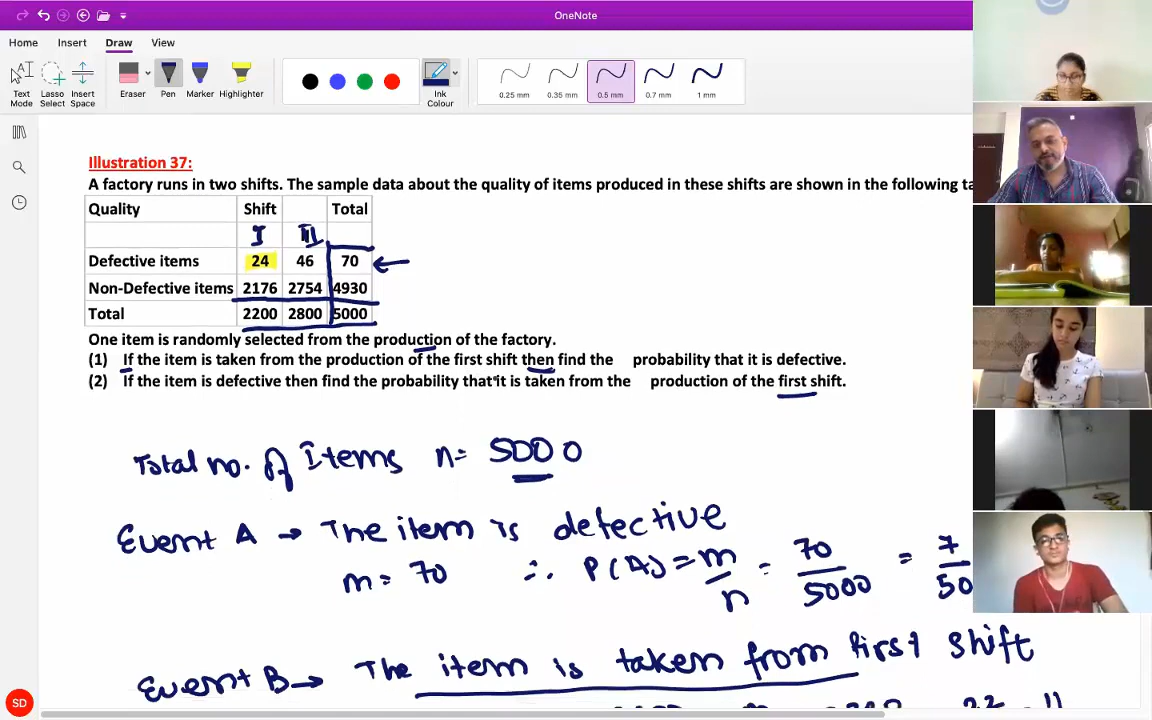 OneNote
Home Insert Draw View
Text Mode Lasso Select Insert Space Eraser Pen Marker Highlighter Ink Colour 0.25 mm 0.35 mm 0.5 mm 0.7 mm 1 mm
Illustration 37:
A factory runs in two shifts. The sample data about the quality of items produced in these shifts are shown in the following ta
Quality Shift Total
I II
Defective items 24 46 70
Non-Defective items 2176 2754 4930
Total 2200 2800 5000
One item is randomly selected from the production of the factory.
(1) If the item is taken from the production of the first shift then find the probability that it is defective.
(2) If the item is defective then find the probability that it is taken from the production of the first shift.
Total no. of Items n= 5000
Event A → The item is defective
m= 70 ∴ P(A) = m/n = 70/5000 = 7/50
Event B → The item is taken from first shift
SD